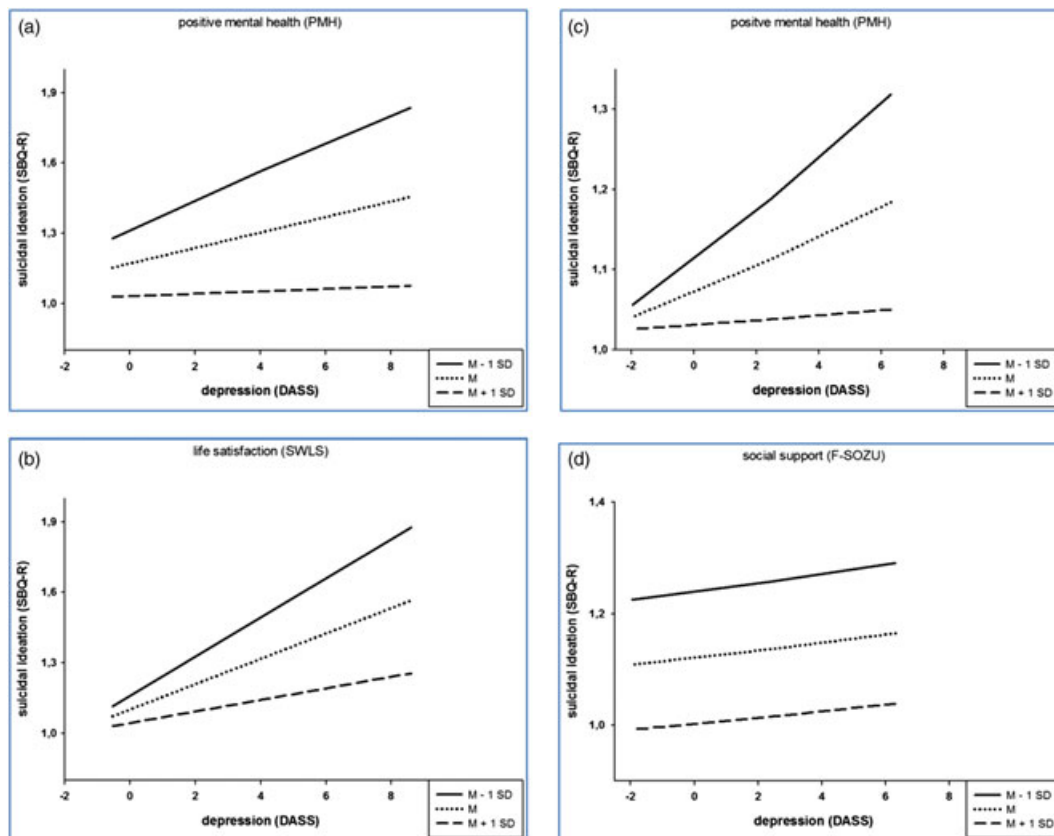 (a)
positive mental health (PMH)
suicidal ideation (SBQ-R)
1,9
1,6
1,3
1,0
-2 0 2 4 6 8
depression (DASS)
M - 1 SD
M
M + 1 SD
(c)
positve mental health (PMH)
suicidal ideation (SBQ-R)
1,3
1,2
1,1
1,0
-2 0 2 4 6 8
depression (DASS)
M - 1 SD
M
M + 1 SD
(b)
life satisfaction (SWLS)
suicidal ideation (SBQ-R)
1,9
1,6
1,3
1,0
-2 0 2 4 6 8
depression (DASS)
M - 1 SD
M
M + 1 SD
(d)
social support (F-SOZU)
suicidal ideation (SBQ-R)
1,4
1,2
1,0
-2 0 2 4 6 8
depression (DASS)
M - 1 SD
M
M + 1 SD